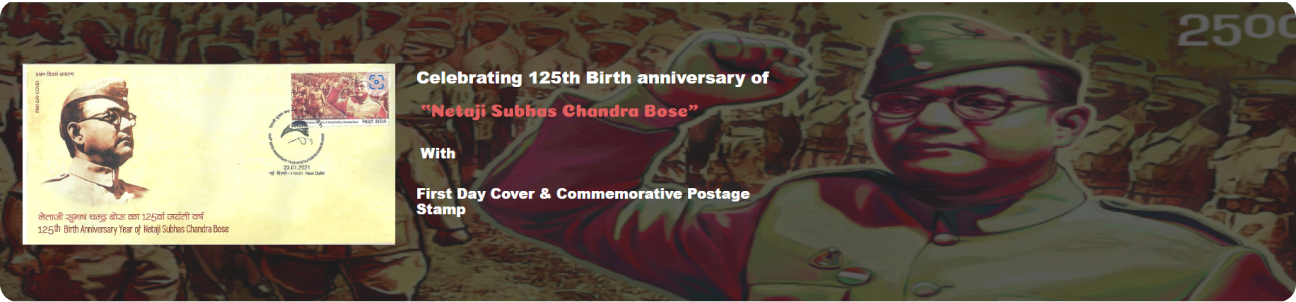 प्रथम दिवस आवरण
FIRST DAY COVER
23.01.2021
नई दिल्ली-110001 New Delhi
नेताजी सुभाष चन्द्र बोस का 125वां जयंती वर्ष
125th Birth Anniversary Year of Netaji Subhas Chandra Bose
Celebrating 125th Birth anniversary of
"Netaji Subhas Chandra Bose"
With
First Day Cover & Commemorative Postage
Stamp
2500